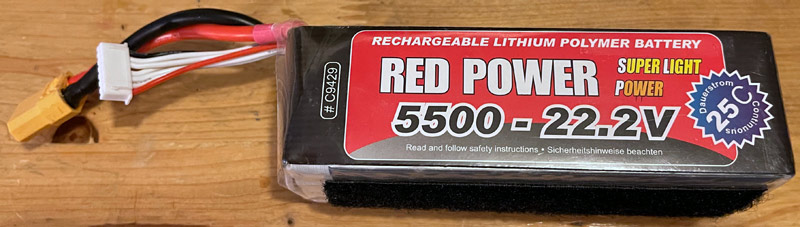 RECHARGEABLE LITHIUM POLYMER BATTERY
RED POWER
SUPER LIGHT
POWER
# C9429
5500 - 22.2V
Dauerstrom
25C
Continuous
Read and follow safety instructions • Sicherheitshinweise beachten